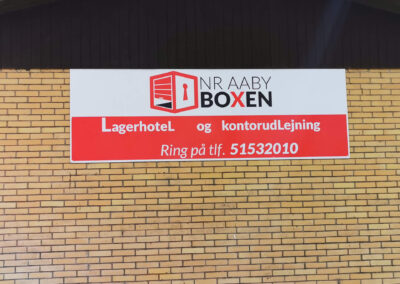 NR AABY
BOXEN
LagerhoteL og kontorudLejning
Ring på tlf. 51532010